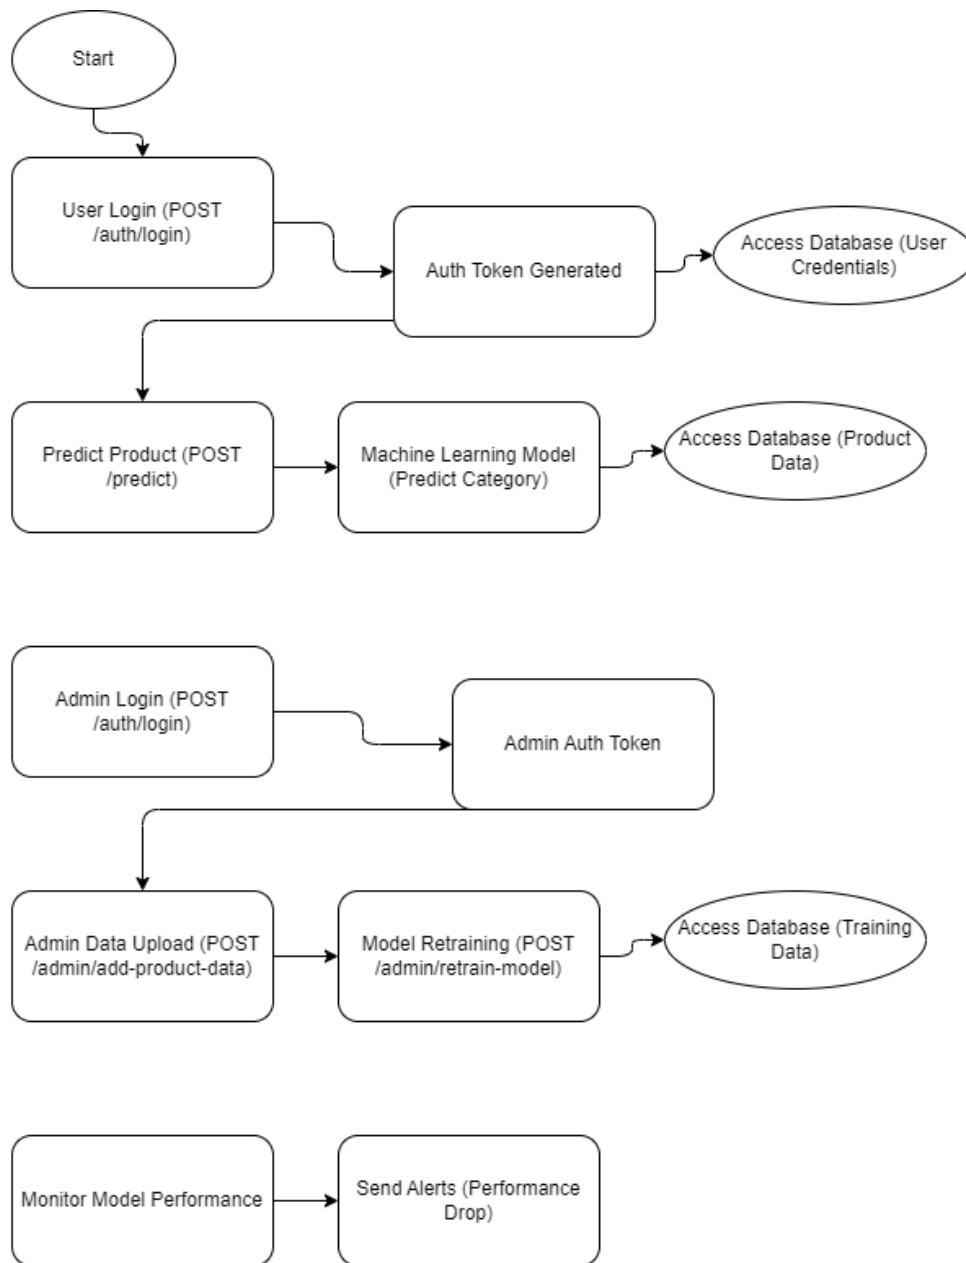 Start
User Login (POST
/auth/login)
Auth Token Generated
Access Database (User
Credentials)
Predict Product (POST
/predict)
Machine Learning Model
(Predict Category)
Access Database (Product
Data)
Admin Login (POST
/auth/login)
Admin Auth Token
Admin Data Upload (POST
/admin/add-product-data)
Model Retraining (POST
/admin/retrain-model)
Access Database (Training
Data)
Monitor Model Performance
Send Alerts (Performance
Drop)